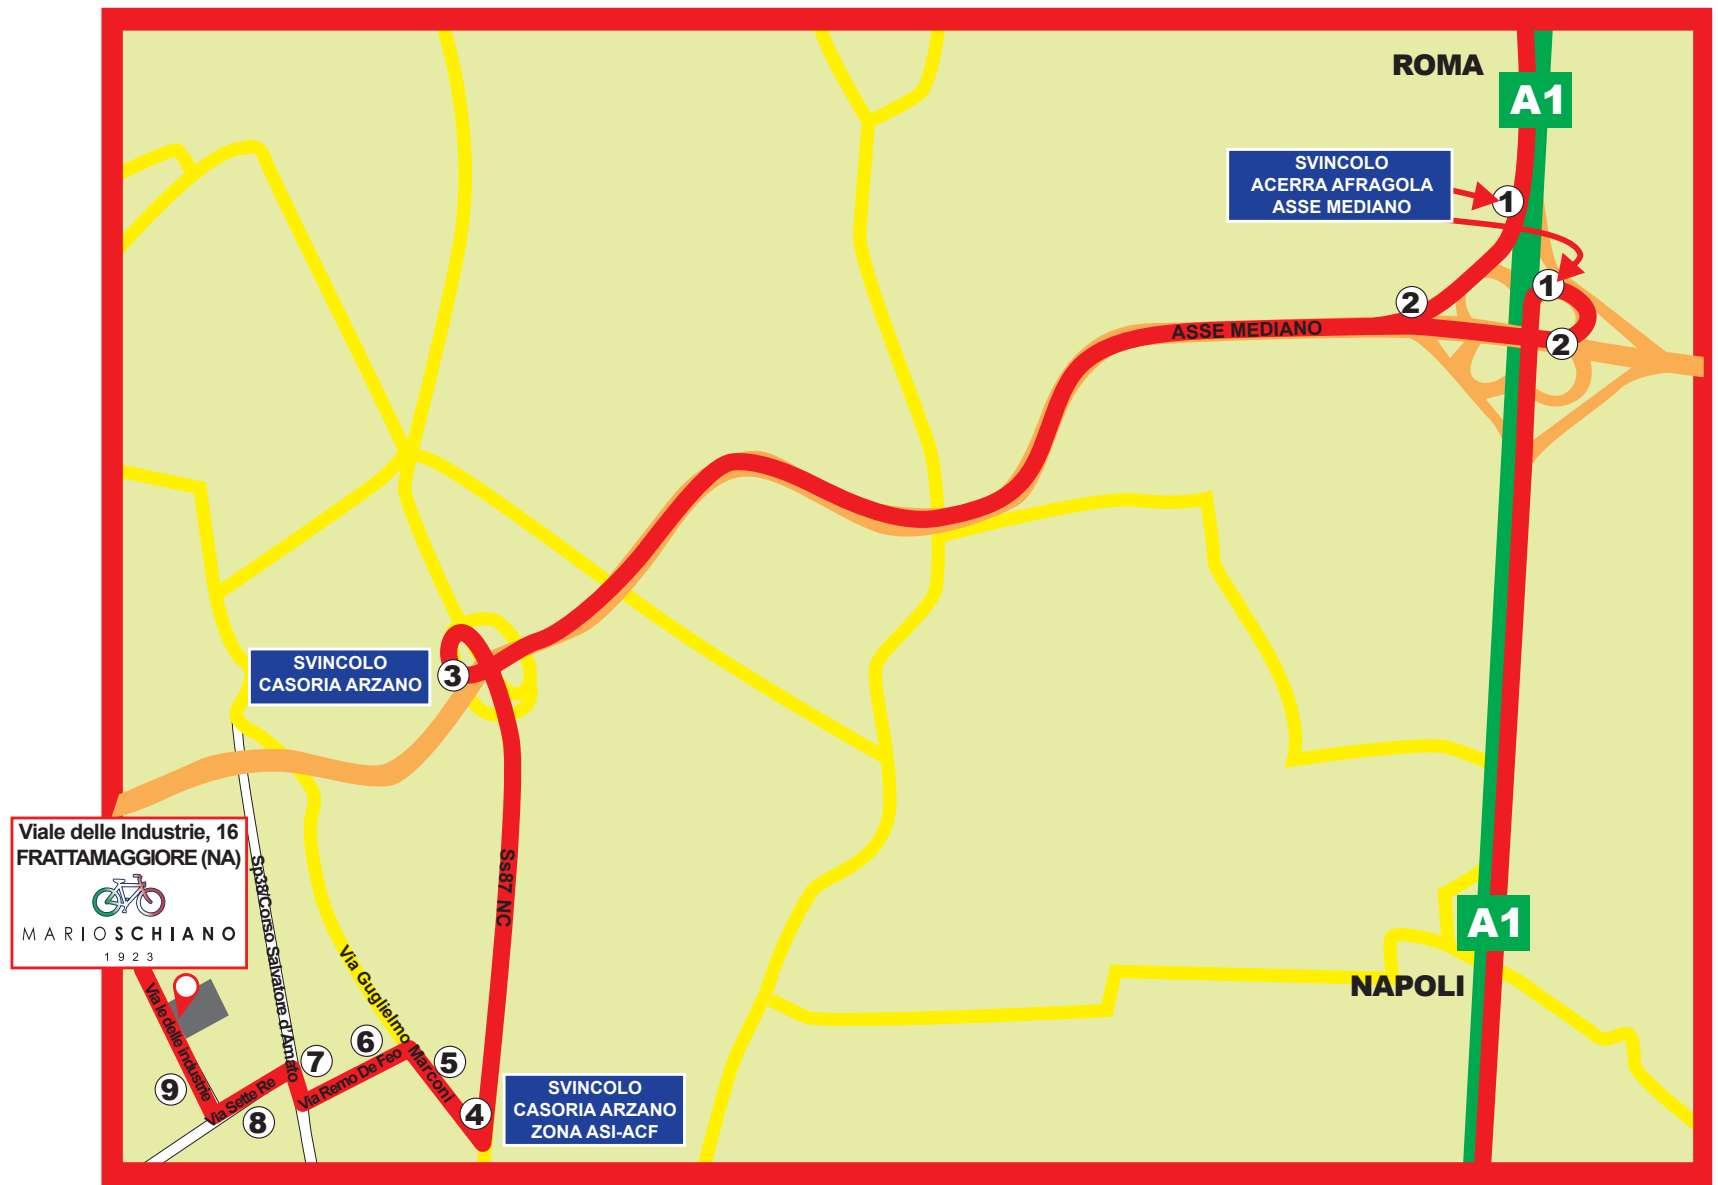 ROMA
A1
SVINCOLO
ACERRA AFRAGOLA
ASSE MEDIANO
1
1
2
2
ASSE MEDIANO
SVINCOLO
CASORIA ARZANO
3
Viale delle Industrie, 16
FRATTAMAGGIORE (NA)
MARIOSCHIANO
1923
Sp38/Corso Salvatore d'Amato
Ss87 NC
Via Guglielmo Marconi
A1
NAPOLI
Via le delle industrie
7
6
5
Via Remo De Feo
9
Via Sette Re
8
4
SVINCOLO
CASORIA ARZANO
ZONA ASI-ACF